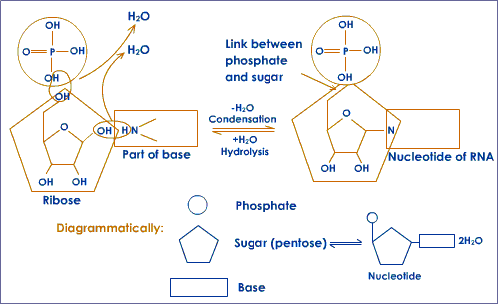 H₂O
H₂O
OH
O=P-OH
OH
OH
O
OH
HN
OH OH
Ribose
Part of base
-H₂O
Condensation
+H₂O
Hydrolysis
Link between
phosphate
and sugar
OH
O=P-OH
OH
O
N
OH OH
Nucleotide of RNA
Diagrammatically:
Phosphate
Sugar (pentose)
Base
2H₂O
Nucleotide